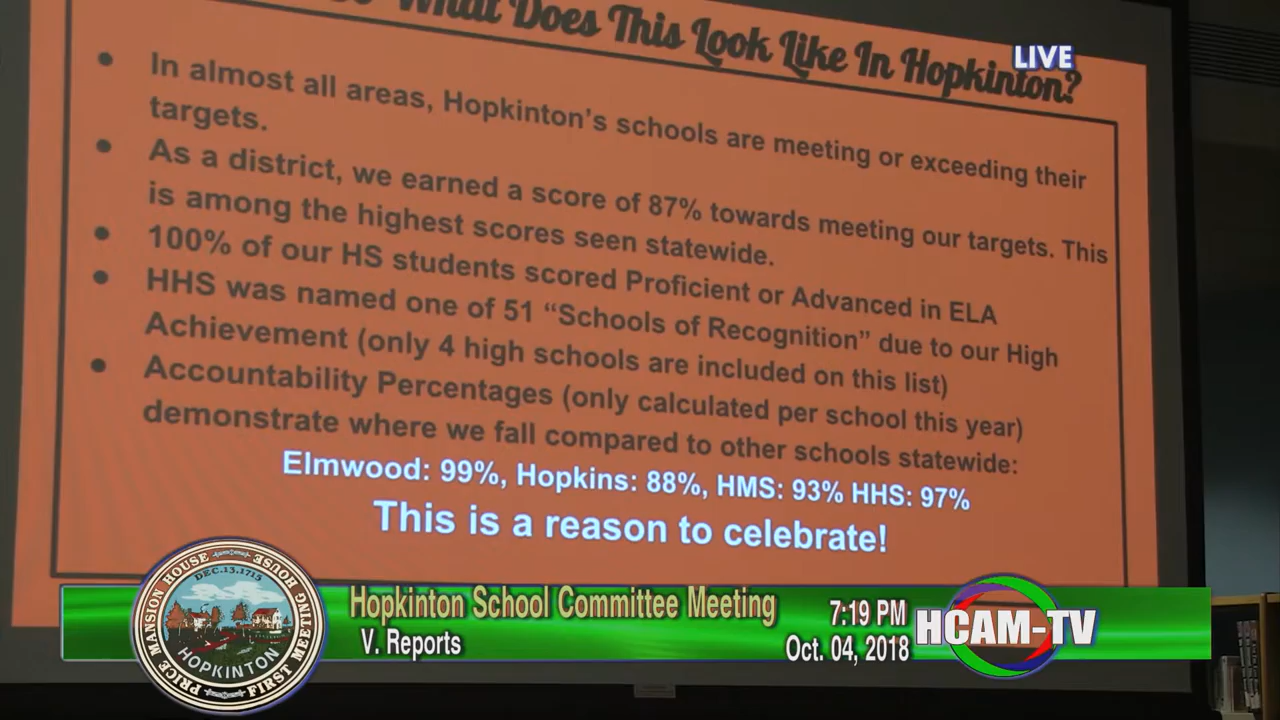 What Does This Look Like In Hopkinton?
LIVE
● In almost all areas, Hopkinton's schools are meeting or exceeding their
targets.
● As a district, we earned a score of 87% towards meeting our targets. This
is among the highest scores seen statewide.
● 100% of our HS students scored Proficient or Advanced in ELA
● HHS was named one of 51 “Schools of Recognition” due to our High
Achievement (only 4 high schools are included on this list)
● Accountability Percentages (only calculated per school this year)
demonstrate where we fall compared to other schools statewide:
Elmwood: 99%, Hopkins: 88%, HMS: 93% HHS: 97%
This is a reason to celebrate!
PRICE MANSION HOUSE
FIRST MEETING HOUSE
DEC.13.1715
HOPKINTON
Hopkinton School Committee Meeting
V. Reports
7:19 PM
Oct. 04, 2018
HCAM-TV